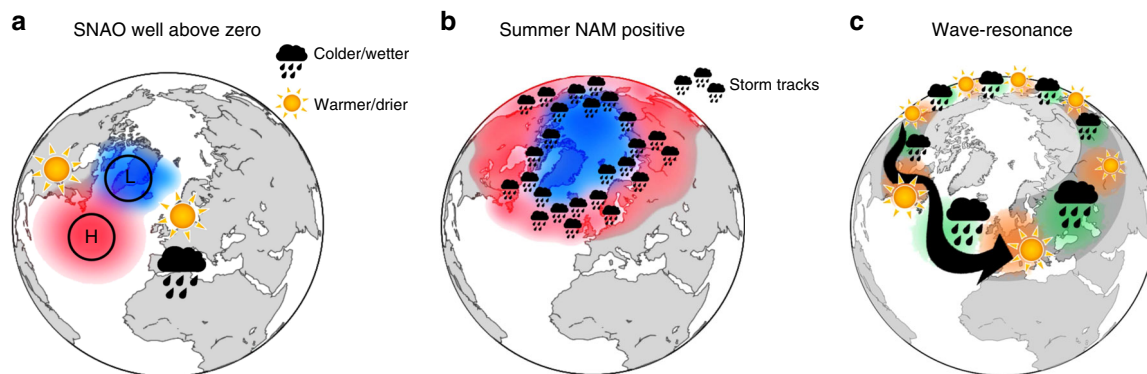 a
SNAO well above zero
Colder/wetter
Warmer/drier
L
H
b
Summer NAM positive
Storm tracks
c
Wave-resonance